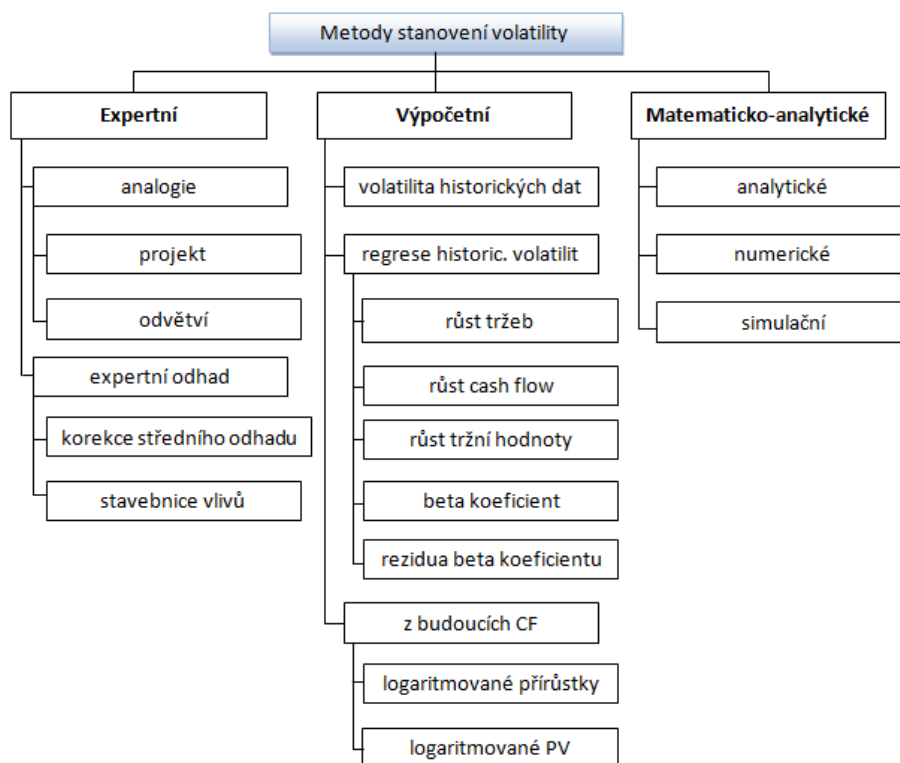 Metody stanovení volatility
Expertní
analogie
projekt
odvětví
expertní odhad
korekce středního odhadu
stavebnice vlivů
Výpočetní
volatilita historických dat
regrese historic. volatilit
růst tržeb
růst cash flow
růst tržní hodnoty
beta koeficient
rezidua beta koeficientu
z budoucích CF
logaritmované přírůstky
logaritmované PV
Matematicko-analytické
analytické
numerické
simulační